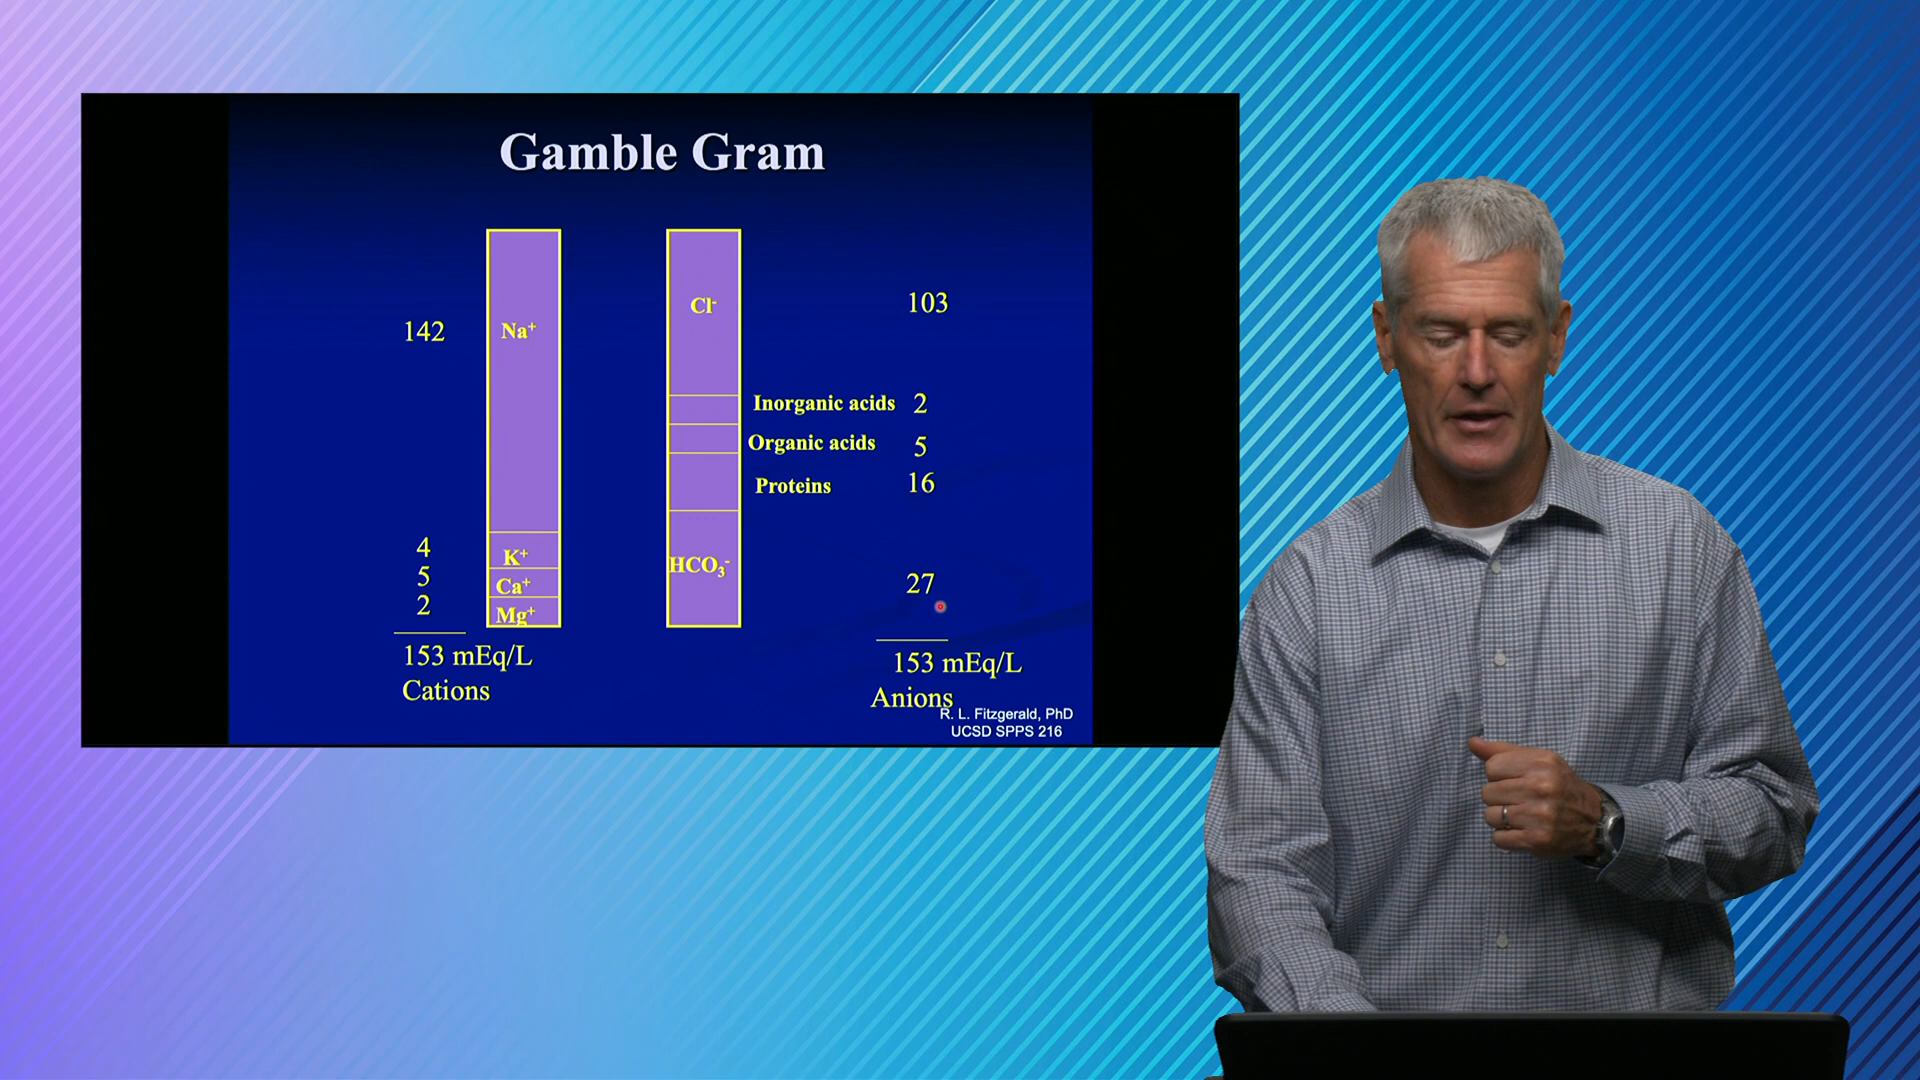 Gamble Gram
142
Na⁺
4
K⁺
5
Ca⁺
2
Mg⁺
153 mEq/L
Cations
Cl⁻
103
Inorganic acids 2
Organic acids 5
Proteins 16
HCO₃⁻
27
153 mEq/L
Anions
R. L. Fitzgerald, PhD
UCSD SPPS 216